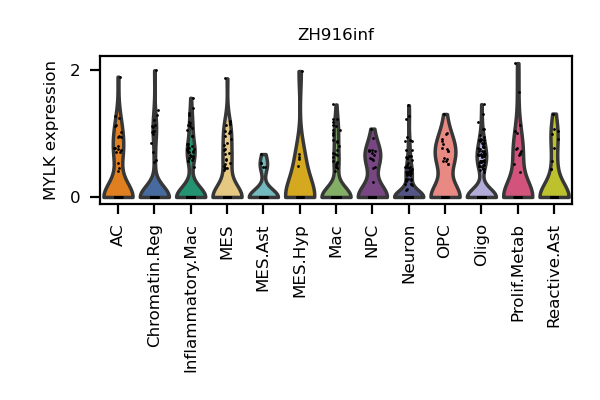 ZH916inf
MYLK expression
2
0
AC
Chromatin.Reg
Inflammatory.Mac
MES
MES.Ast
MES.Hyp
Mac
NPC
Neuron
OPC
Oligo
Prolif.Metab
Reactive.Ast